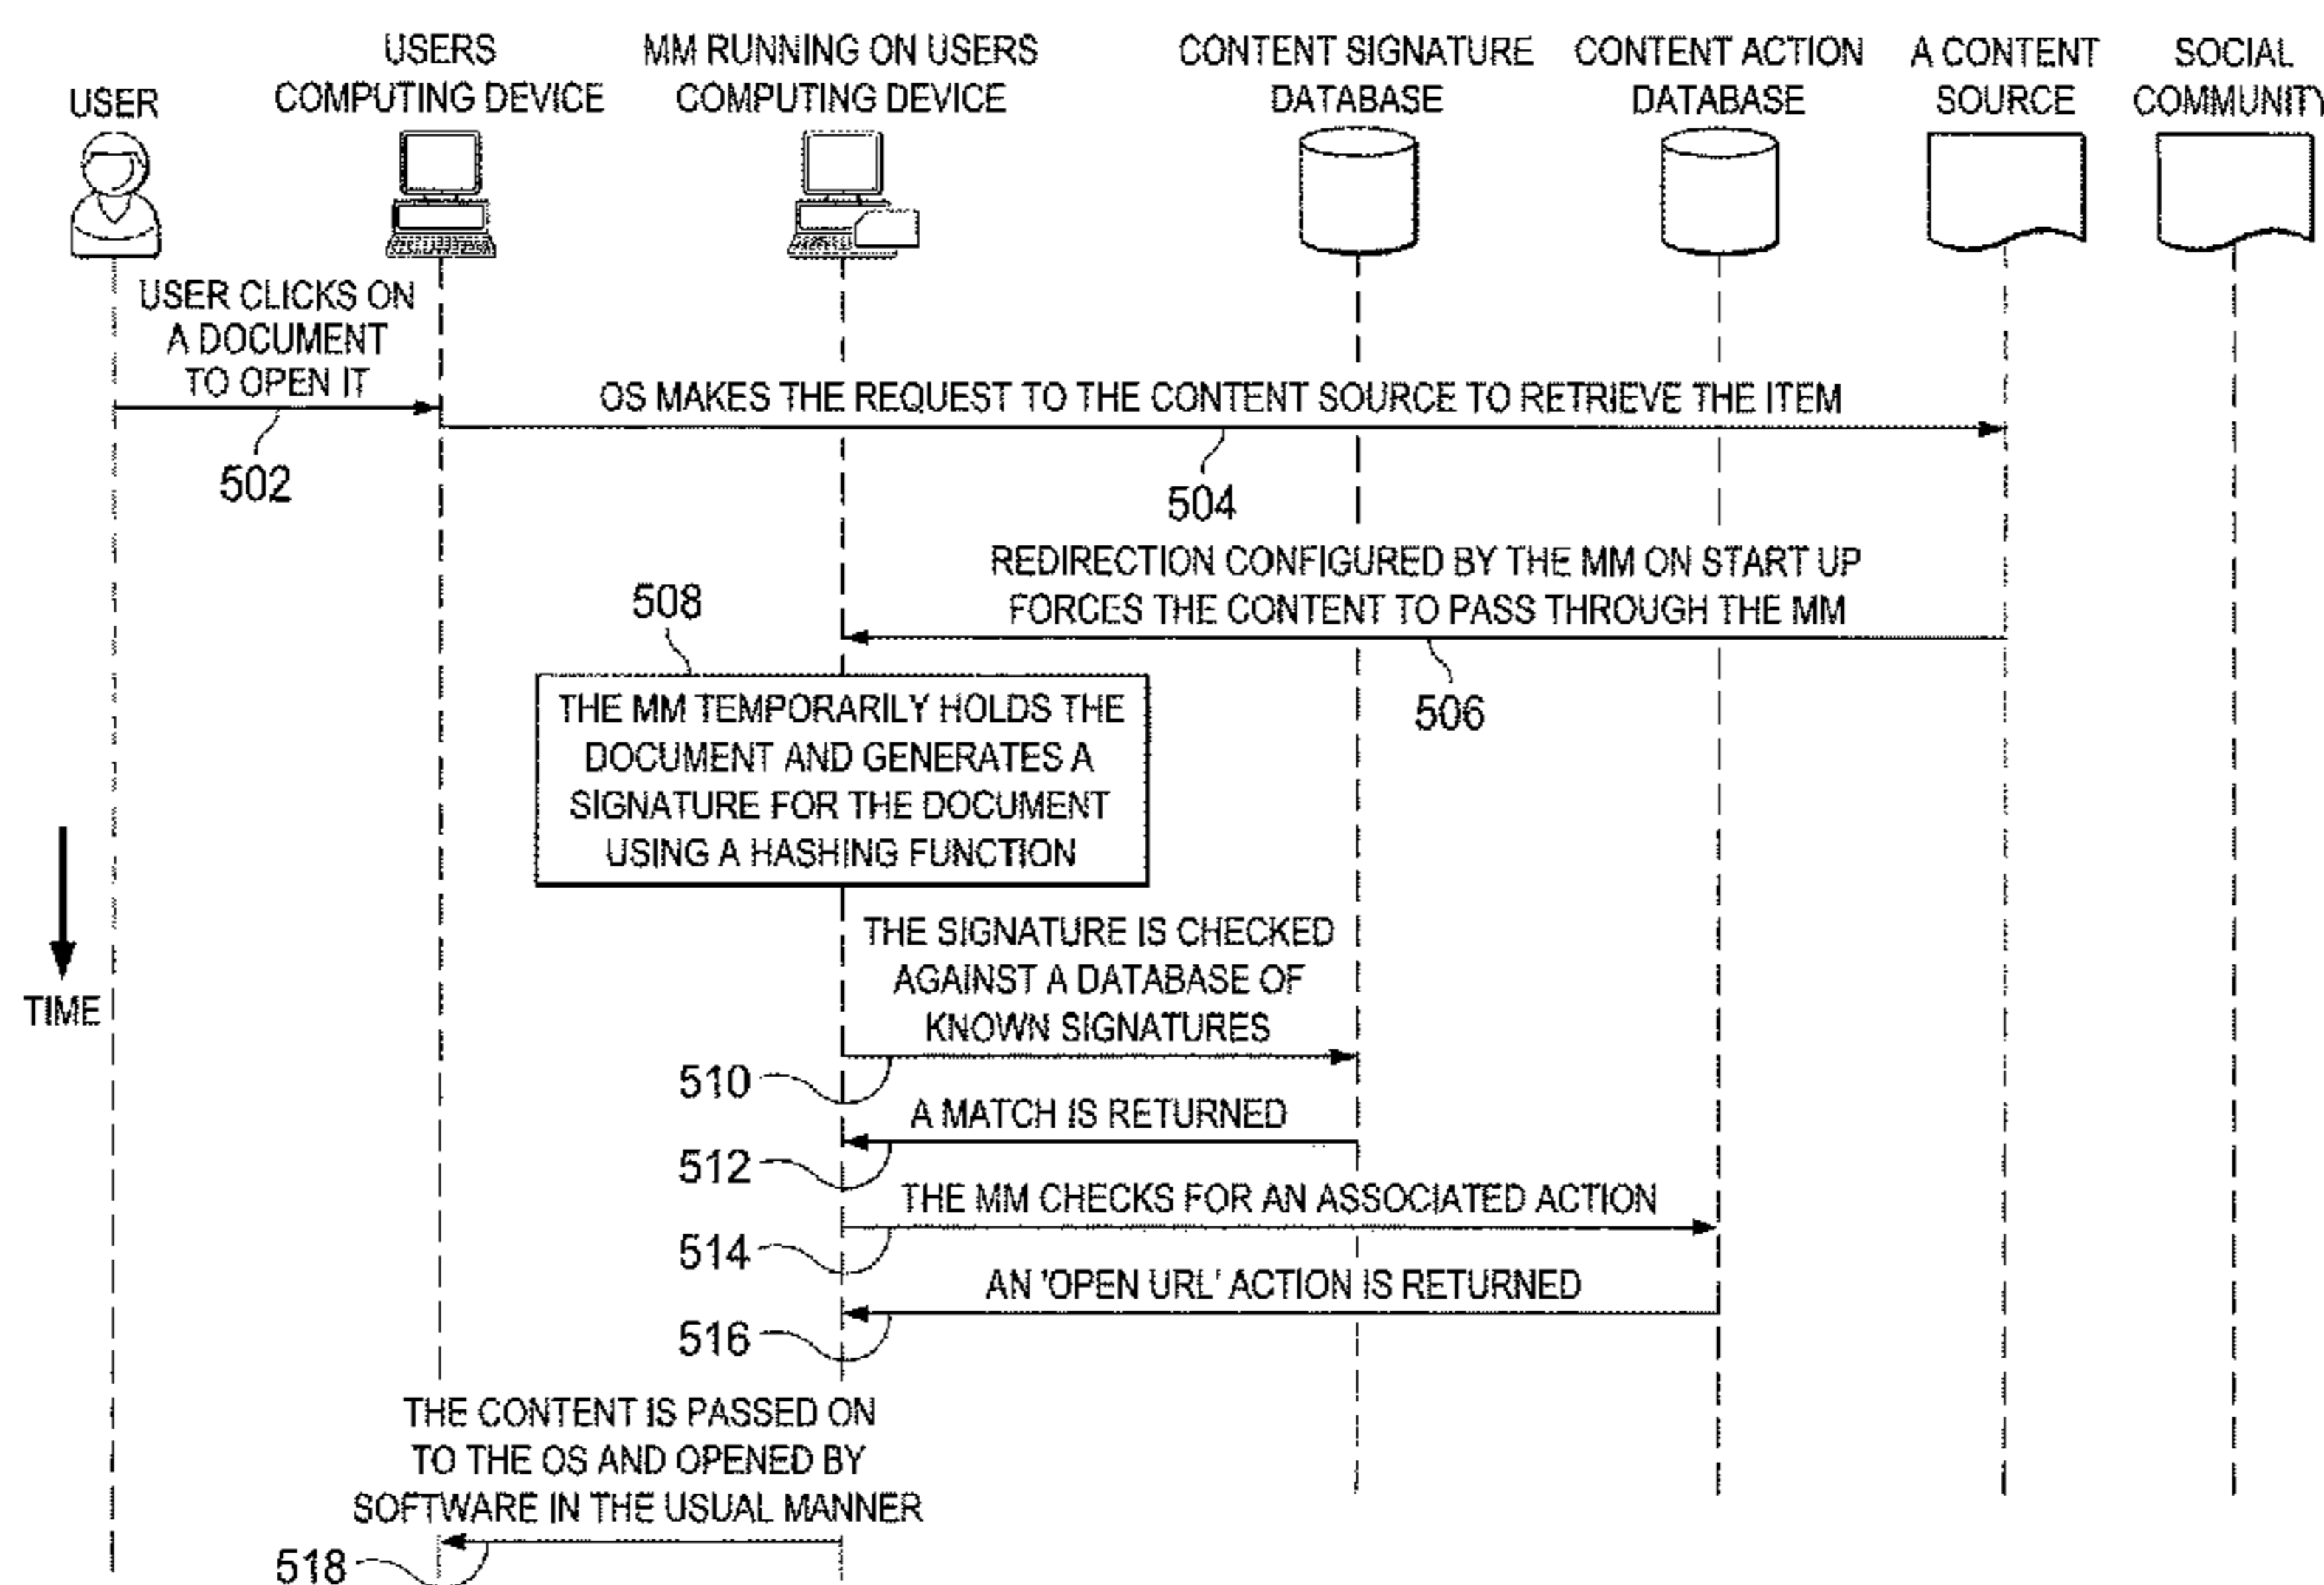 USER
USERS
COMPUTING DEVICE
MM RUNNING ON USERS
COMPUTING DEVICE
CONTENT SIGNATURE
DATABASE
CONTENT ACTION
DATABASE
A CONTENT
SOURCE
SOCIAL
COMMUNITY
USER CLICKS ON
A DOCUMENT
TO OPEN IT
502
OS MAKES THE REQUEST TO THE CONTENT SOURCE TO RETRIEVE THE ITEM
504
REDIRECTION CONFIGURED BY THE MM ON START UP
FORCES THE CONTENT TO PASS THROUGH THE MM
506
508
THE MM TEMPORARILY HOLDS THE
DOCUMENT AND GENERATES A
SIGNATURE FOR THE DOCUMENT
USING A HASHING FUNCTION
TIME
THE SIGNATURE IS CHECKED
AGAINST A DATABASE OF
KNOWN SIGNATURES
510
A MATCH IS RETURNED
512
THE MM CHECKS FOR AN ASSOCIATED ACTION
514
AN 'OPEN URL' ACTION IS RETURNED
516
THE CONTENT IS PASSED ON
TO THE OS AND OPENED BY
SOFTWARE IN THE USUAL MANNER
518